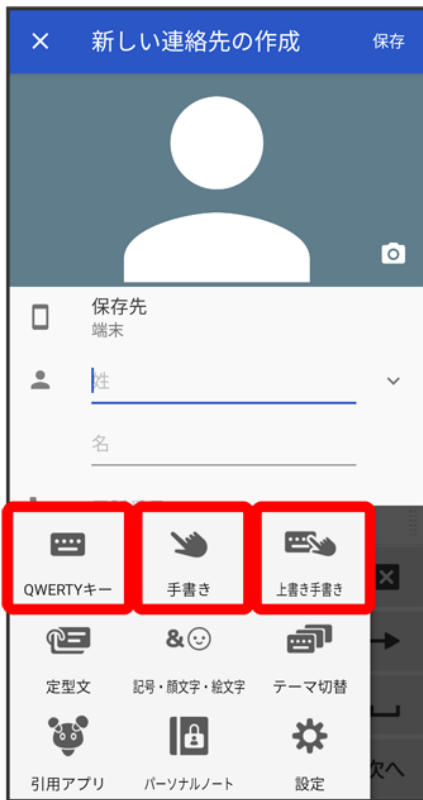 新しい連絡先の作成 保存
保存先
端末
姓
名
QWERTYキー 手書き 上書き手書き
定型文 記号・顔文字・絵文字 テーマ切替
引用アプリ パーソナルノート 設定
次へ